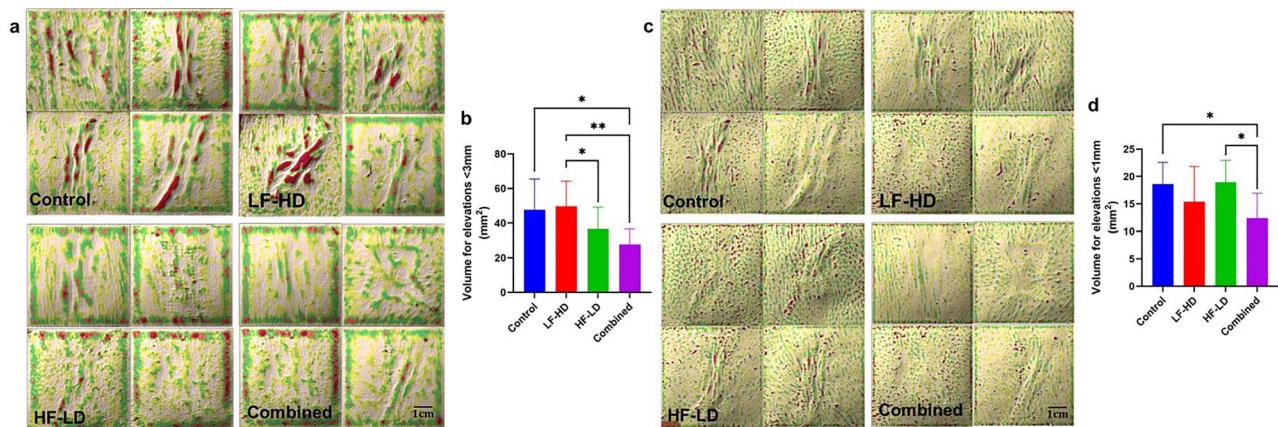 a
Control
LF-HD
HF-LD
Combined
1cm
b
*
**
*
Volume for elevations <3mm
(mm²)
80
60
40
20
0
Control
LF-HD
HF-LD
Combined
c
Control
LF-HD
HF-LD
Combined
1cm
d
*
*
Volume for elevations <1mm
(mm²)
25
20
15
10
5
0
Control
LF-HD
HF-LD
Combined